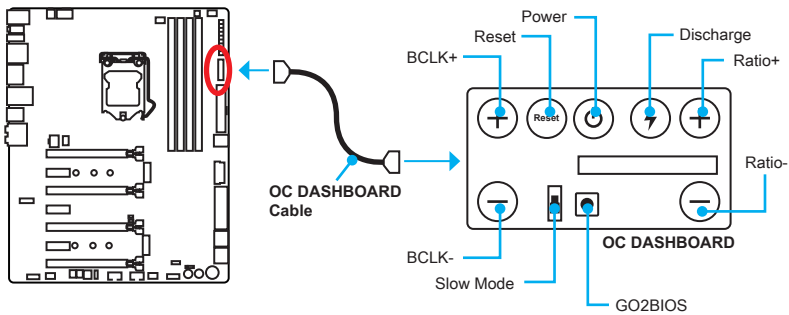 Power
Reset
Discharge
BCLK+
Ratio+
Reset
OC DASHBOARD
Cable
Ratio-
OC DASHBOARD
BCLK-
Slow Mode
GO2BIOS